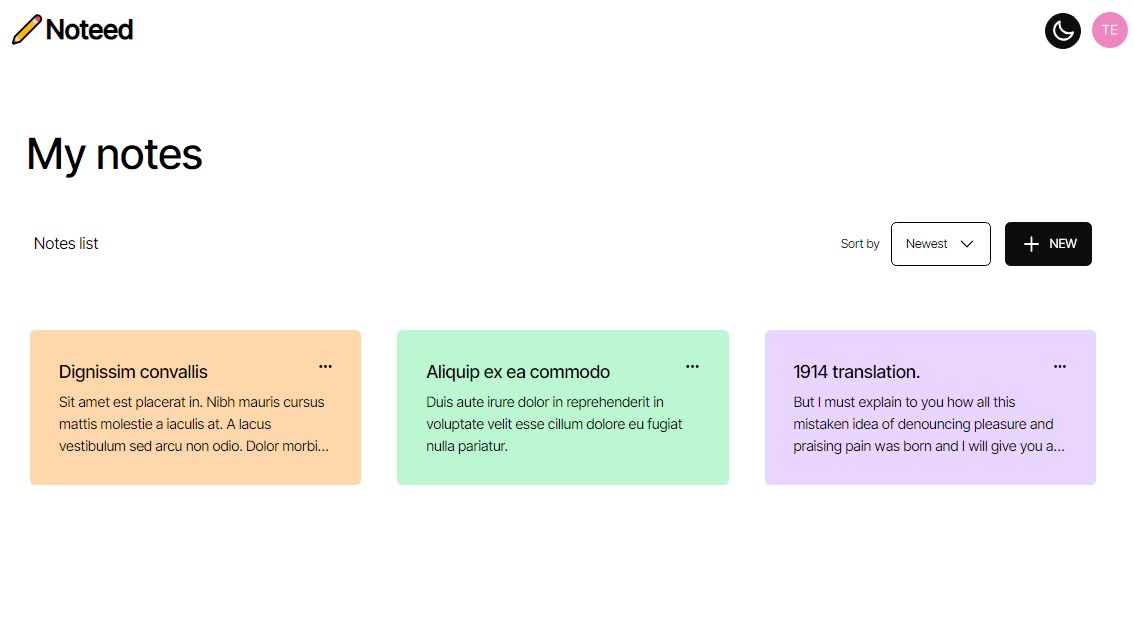 Noteed
TE
My notes
Notes list
Sort by
Newest
NEW
Dignissim convallis
Sit amet est placerat in. Nibh mauris cursus
mattis molestie a iaculis at. A lacus
vestibulum sed arcu non odio. Dolor morbi...
Aliquip ex ea commodo
Duis aute irure dolor in reprehenderit in
voluptate velit esse cillum dolore eu fugiat
nulla pariatur.
1914 translation.
But I must explain to you how all this
mistaken idea of denouncing pleasure and
praising pain was born and I will give you a...